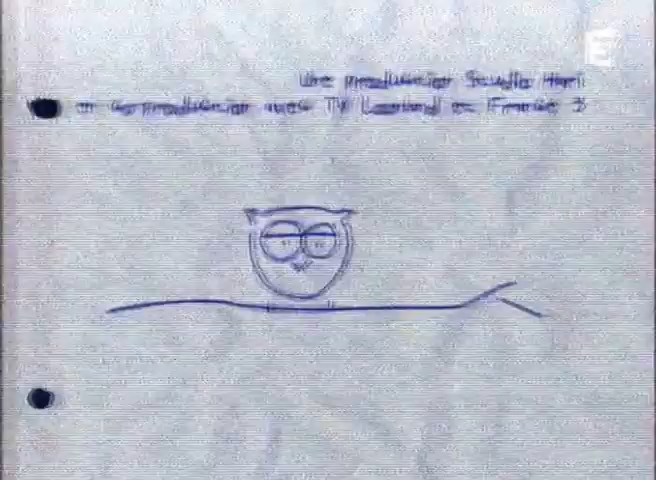 une production Studio Hari
en coproduction avec TV Loonland et France 3